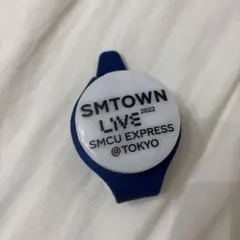 SMTOWN
LIVE 2022
SMCU EXPRESS
@TOKYO